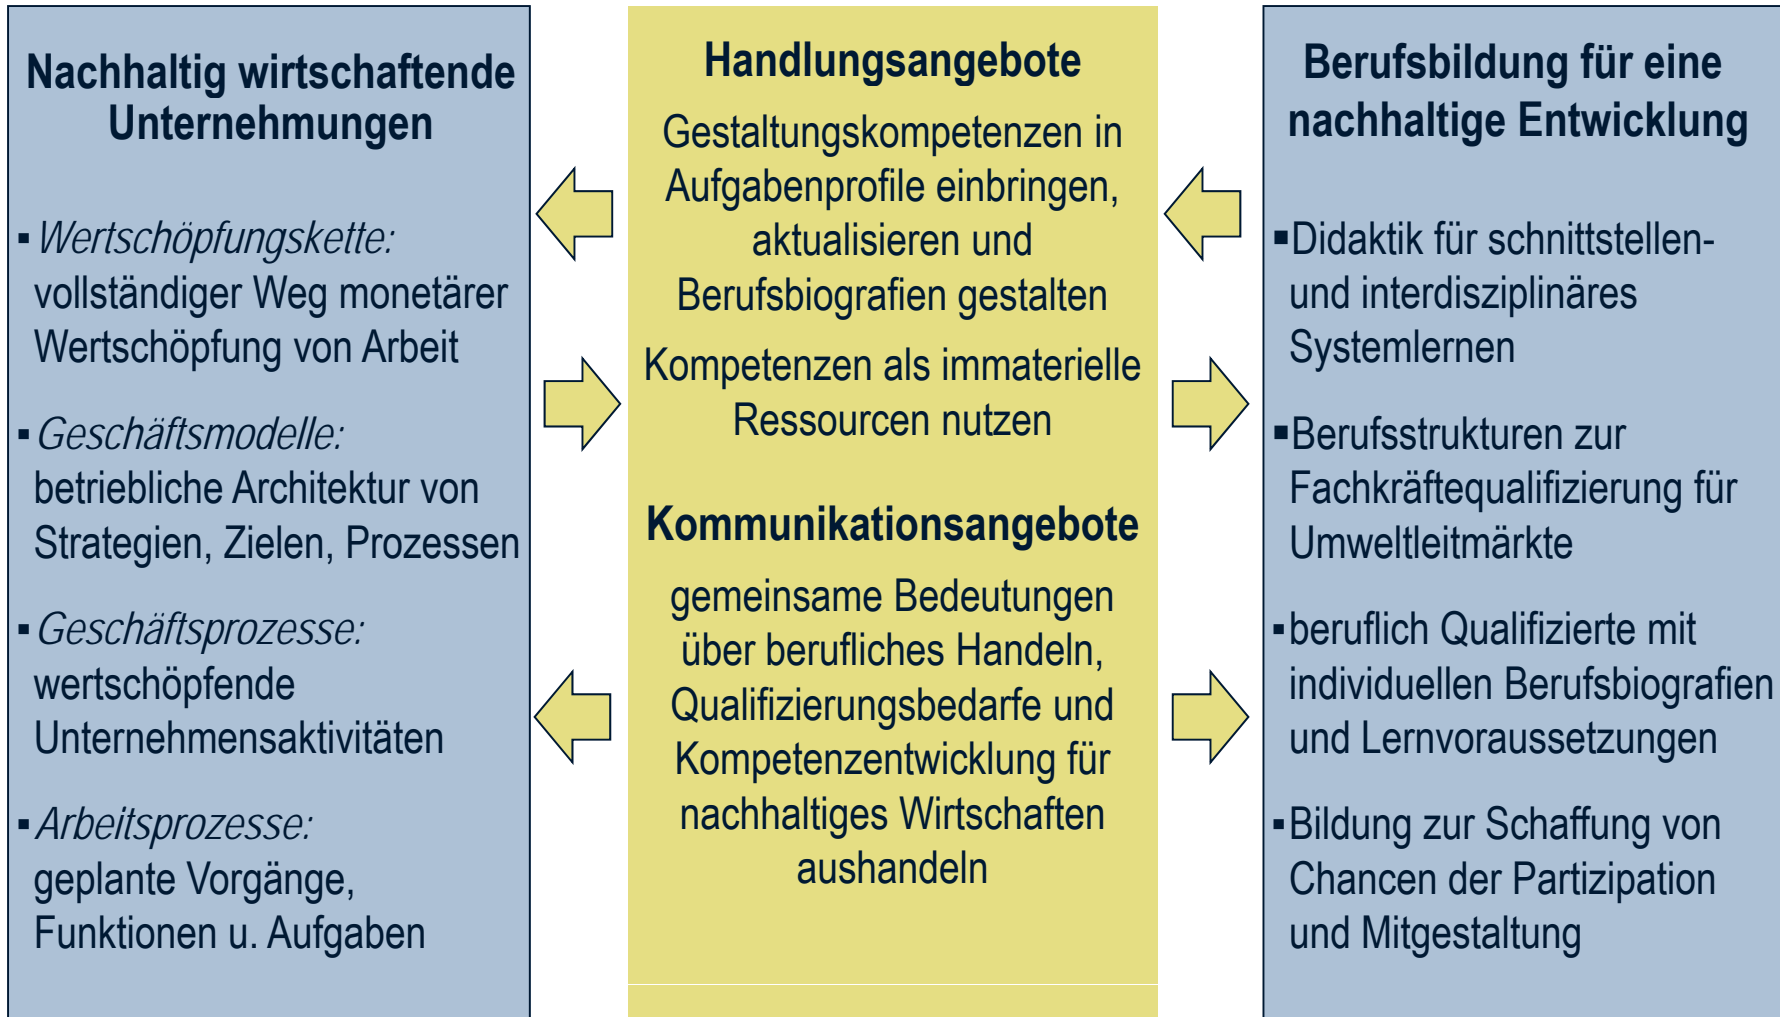 Nachhaltig wirtschaftende
Unternehmungen
▪ Wertschöpfungskette:
vollständiger Weg monetärer
Wertschöpfung von Arbeit
▪ Geschäftsmodelle:
betriebliche Architektur von
Strategien, Zielen, Prozessen
▪ Geschäftsprozesse:
wertschöpfende
Unternehmensaktivitäten
▪ Arbeitsprozesse:
geplante Vorgänge,
Funktionen u. Aufgaben
Handlungsangebote
Gestaltungskompetenzen in
Aufgabenprofile einbringen,
aktualisieren und
Berufsbiografien gestalten
Kompetenzen als immaterielle
Ressourcen nutzen
Kommunikationsangebote
gemeinsame Bedeutungen
über berufliches Handeln,
Qualifizierungsbedarfe und
Kompetenzentwicklung für
nachhaltiges Wirtschaften
aushandeln
Berufsbildung für eine
nachhaltige Entwicklung
▪Didaktik für schnittstellen-
und interdisziplinäres
Systemlernen
▪Berufsstrukturen zur
Fachkräftequalifizierung für
Umweltleitmärkte
▪beruflich Qualifizierte mit
individuellen Berufsbiografien
und Lernvoraussetzungen
▪Bildung zur Schaffung von
Chancen der Partizipation
und Mitgestaltung